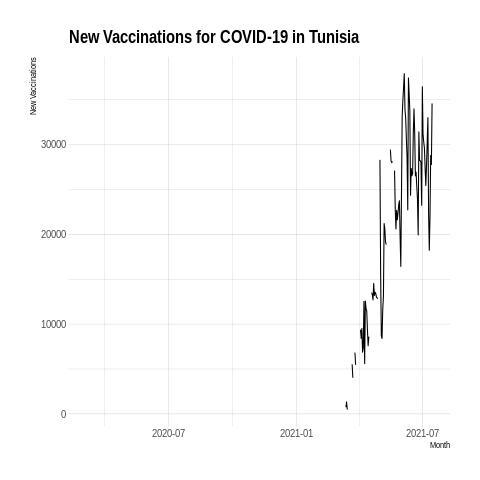 New Vaccinations for COVID-19 in Tunisia
New Vaccinations
30000
20000
10000
0
2020-07
2021-01
2021-07
Month